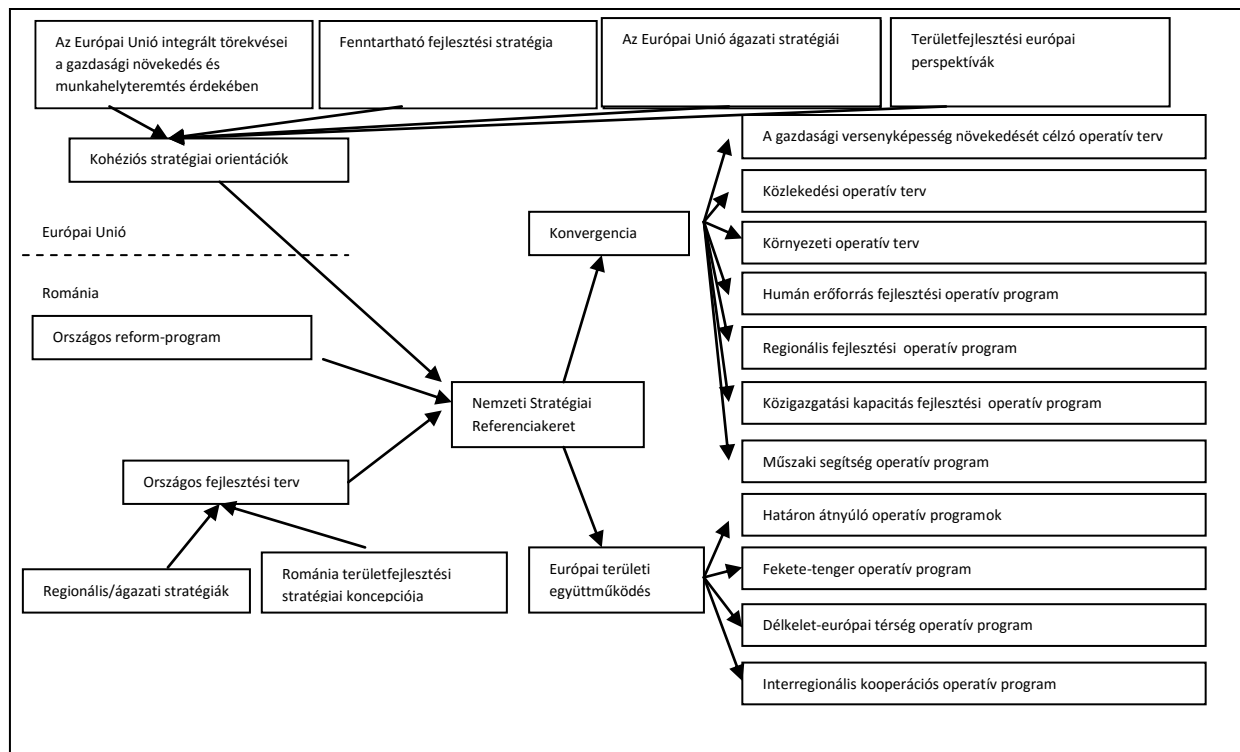 Az Európai Unió integrált törekvései
a gazdasági növekedés és
munkahelyteremtés érdekében
Fenntartható fejlesztési stratégia
Az Európai Unió ágazati stratégiái
Területfejlesztési európai
perspektívák
Kohéziós stratégiai orientációk
Európai Unió
Románia
Országos reform-program
Nemzeti Stratégiai
Referenciakeret
Országos fejlesztési terv
Regionális/ágazati stratégiák
Románia területfejlesztési
stratégiai koncepciója
Konvergencia
Európai területi
együttműködés
A gazdasági versenyképesség növekedését célzó operatív terv
Közlekedési operatív terv
Környezeti operatív terv
Humán erőforrás fejlesztési operatív program
Regionális fejlesztési operatív program
Közigazgatási kapacitás fejlesztési operatív program
Műszaki segítség operatív program
Határon átnyúló operatív programok
Fekete-tenger operatív program
Délkelet-európai térség operatív program
Interregionális kooperációs operatív program